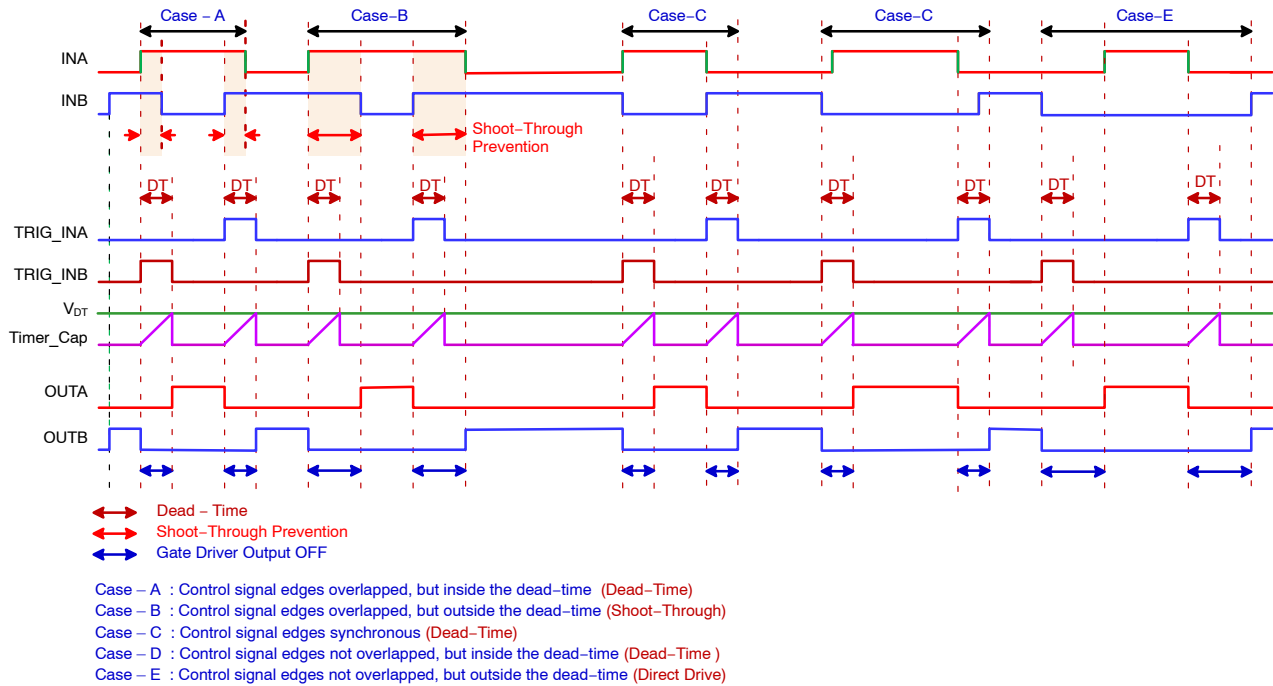 Case – A
Case-B
Case-C
Case-C
Case-E
INA
INB
Shoot-Through
Prevention
DT
DT
DT
DT
DT
DT
DT
DT
DT
DT
TRIG_INA
TRIG_INB
VDT
Timer_Cap
OUTA
OUTB
Dead - Time
Shoot-Through Prevention
Gate Driver Output OFF
Case – A : Control signal edges overlapped, but inside the dead-time (Dead-Time)
Case – B : Control signal edges overlapped, but outside the dead-time (Shoot-Through)
Case – C : Control signal edges synchronous (Dead-Time)
Case – D : Control signal edges not overlapped, but inside the dead-time (Dead-Time )
Case – E : Control signal edges not overlapped, but outside the dead-time (Direct Drive)